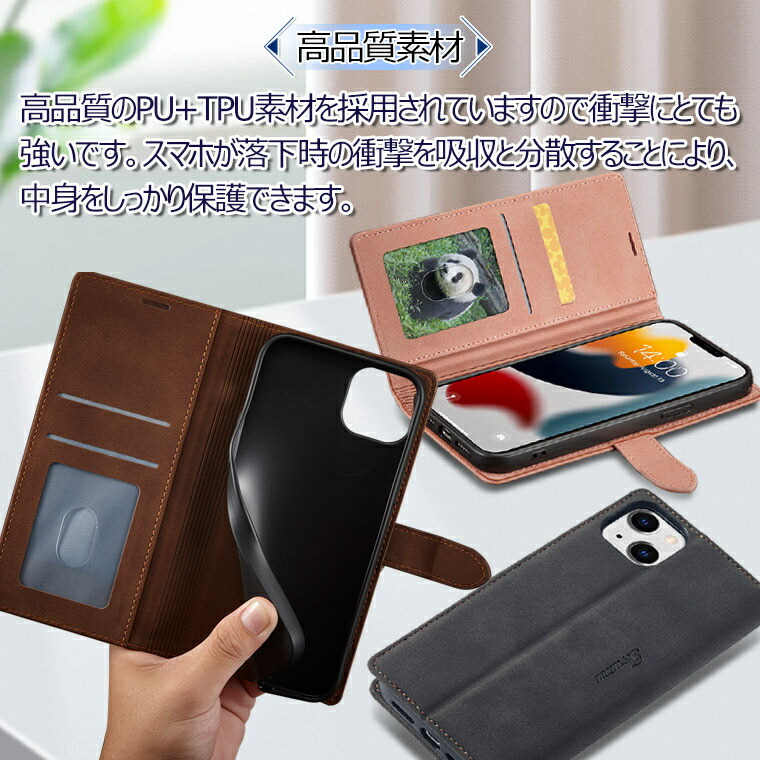 高品質素材
高品質のPU+TPU素材を採用されていますので衝撃にとても
強いです。スマホが落下時の衝撃を吸収と分散することにより、
中身をしっかり保護できます。
14:00